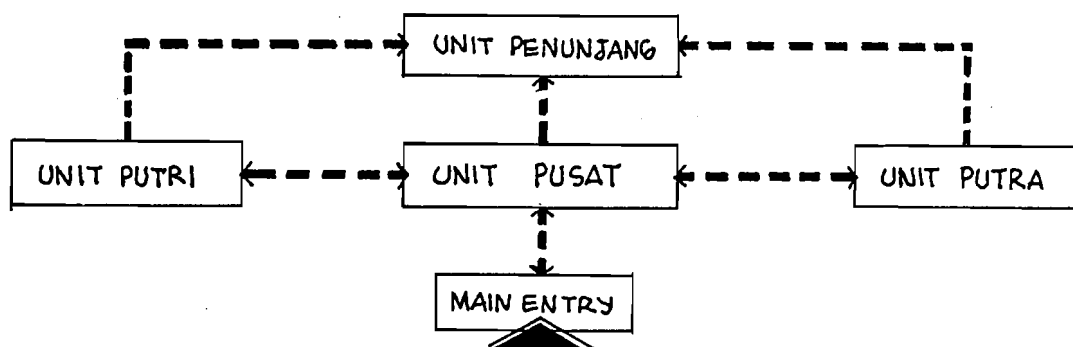 UNIT PENUNJANG
UNIT PUTRI
UNIT PUSAT
UNIT PUTRA
MAIN ENTRY